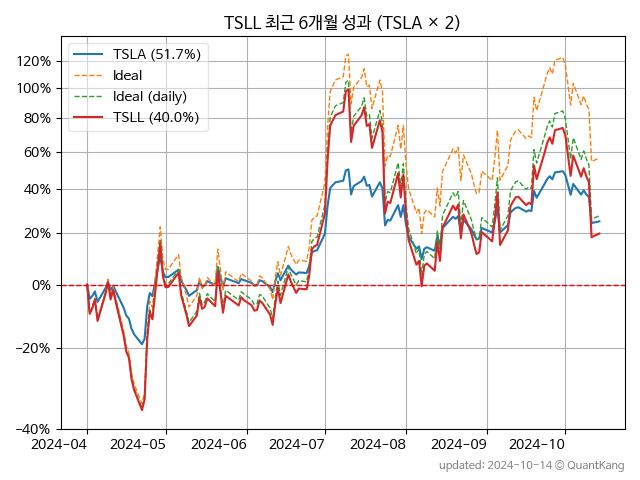 TSLL 최근 6개월 성과 (TSLA × 2)
TSLA (51.7%)
Ideal
Ideal (daily)
TSLL (40.0%)
120%
100%
80%
60%
40%
20%
0%
−20%
−40%
2024-04 2024-05 2024-06 2024-07 2024-08 2024-09 2024-10
updated: 2024-10-14 © QuantKang